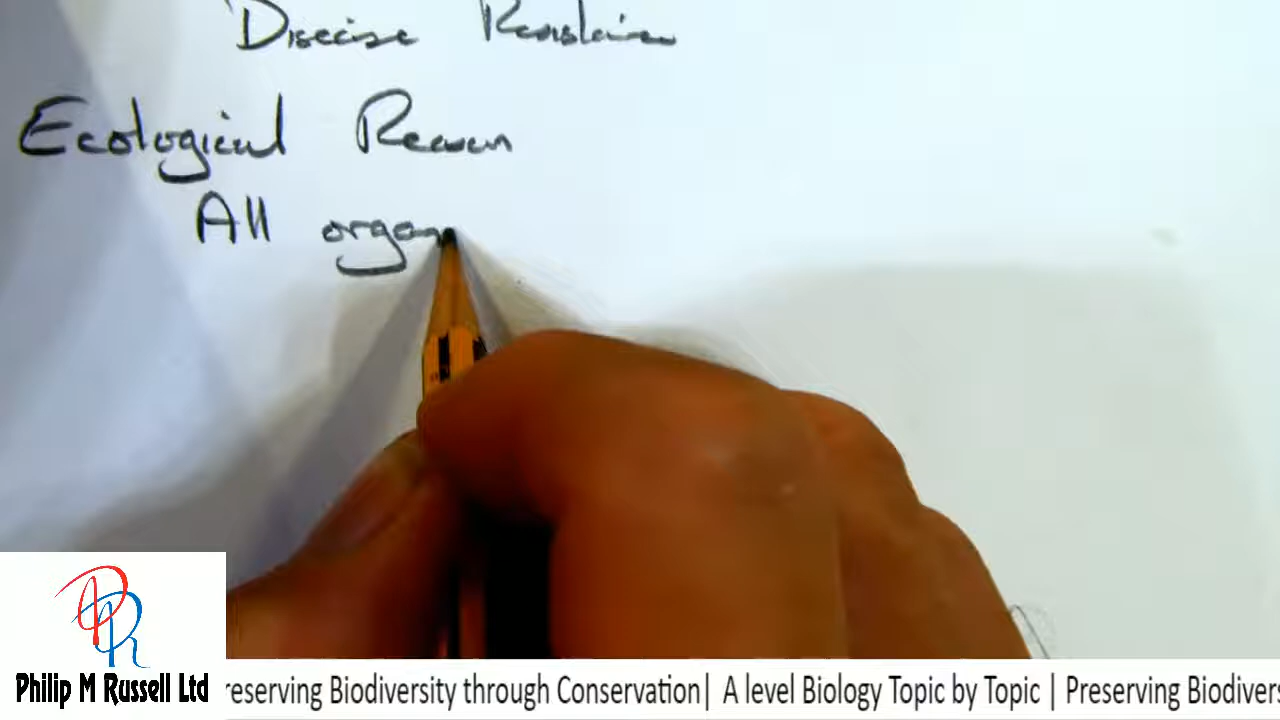 Disease Resistance
Ecological Reason
All organ
Philip M Russell Ltd
reserving Biodiversity through Conservation| A level Biology Topic by Topic | Preserving Biodivers